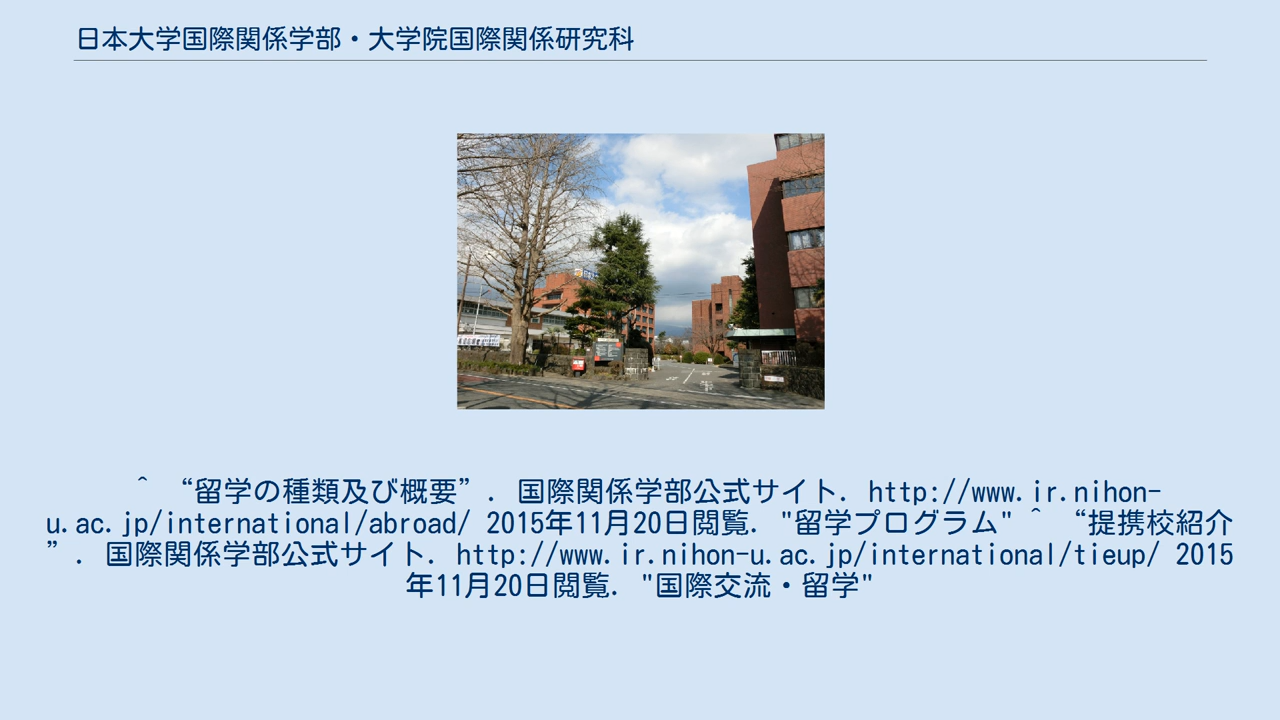 日本大学国際関係学部・大学院国際関係研究科
^ “留学の種類及び概要”. 国際関係学部公式サイト. http://www.ir.nihon-
u.ac.jp/international/abroad/ 2015年11月20日閲覧. "留学プログラム" ^ “提携校紹介
”. 国際関係学部公式サイト. http://www.ir.nihon-u.ac.jp/international/tieup/ 2015
年11月20日閲覧. "国際交流・留学"